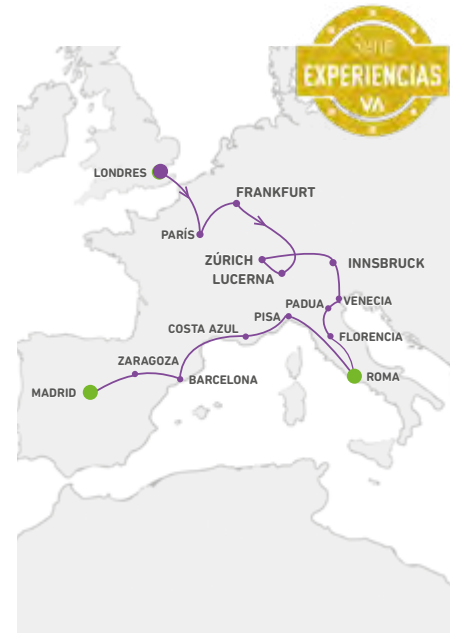 Serie
EXPERIENCIAS
VA
LONDRES
FRANKFURT
PARÍS
ZÚRICH
INNSBRUCK
LUCERNA
PADUA
VENECIA
PISA
COSTA AZUL
FLORENCIA
ZARAGOZA
BARCELONA
ROMA
MADRID